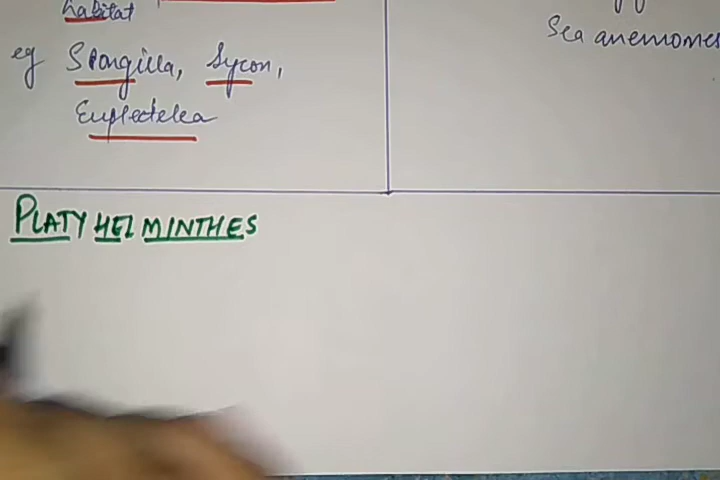 habitat
eg Spongilla, Sycon,
Euplectelea
Sea anemones
PLATYHELMINTHES